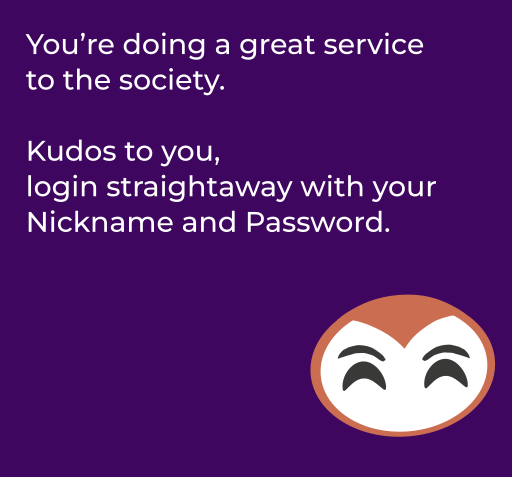 You’re doing a great service
to the society.
Kudos to you,
login straightaway with your
Nickname and Password.